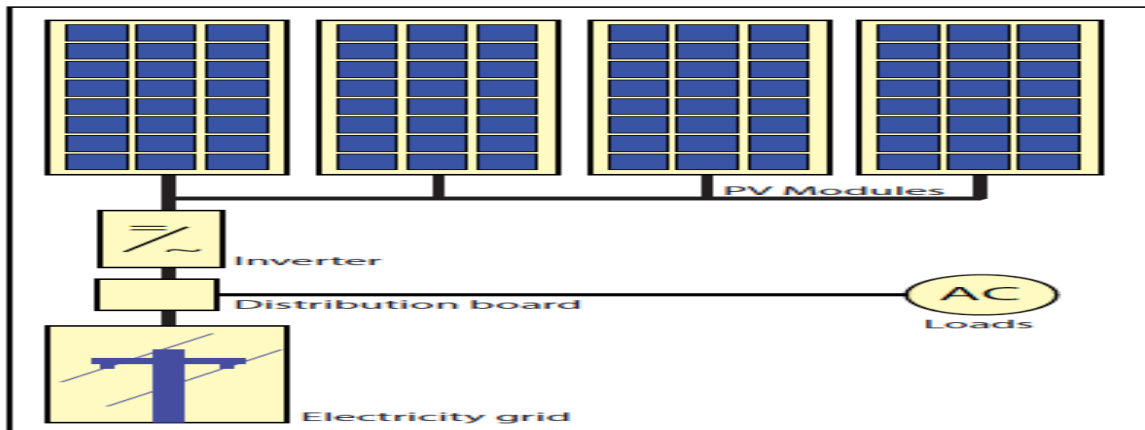 PV Modules
Inverter
Distribution board
AC
Loads
Electricity grid